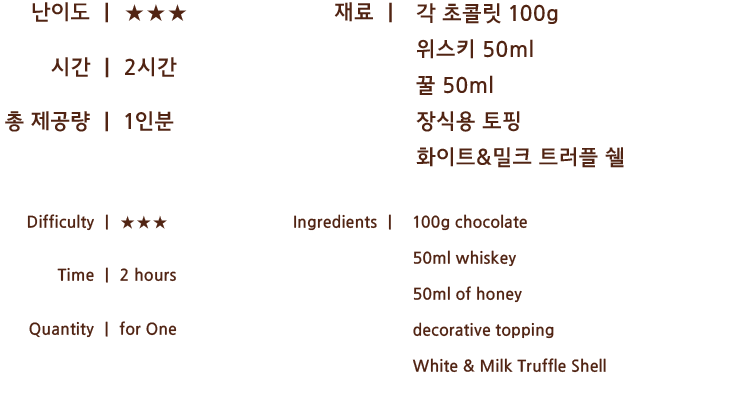 난이도 | ★★★
시간 | 2시간
총 제공량 | 1인분
재료 | 각 초콜릿 100g
위스키 50ml
꿀 50ml
장식용 토핑
화이트&밀크 트러플 쉘
Difficulty | ★★★
Time | 2 hours
Quantity | for One
Ingredients | 100g chocolate
50ml whiskey
50ml of honey
decorative topping
White & Milk Truffle Shell